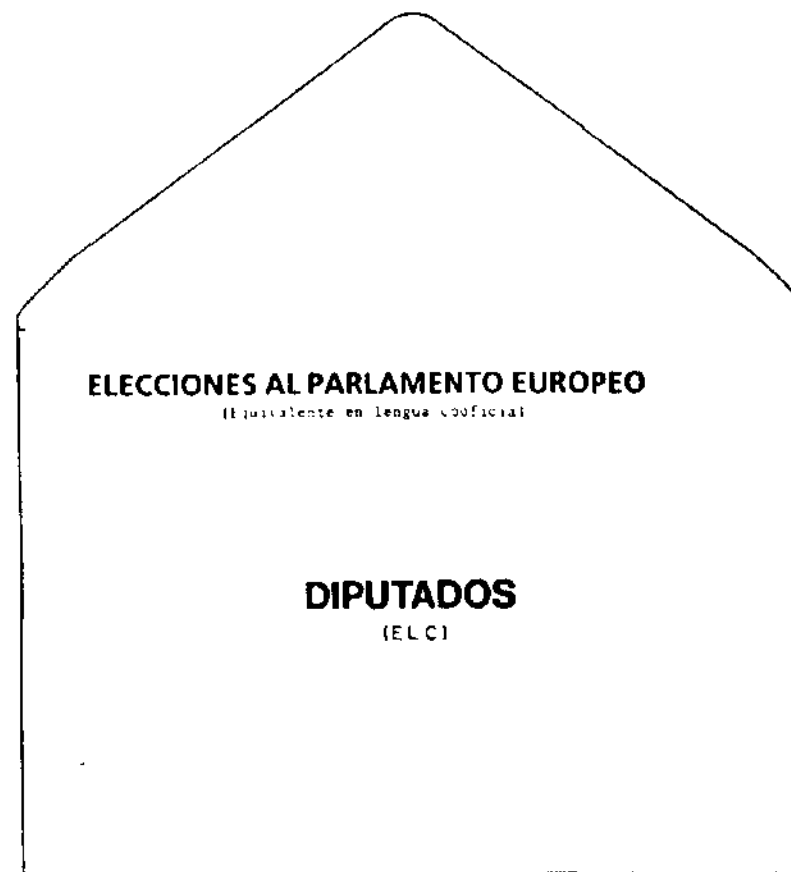 ELECCIONES AL PARLAMENTO EUROPEO
(Equivalente en lengua cooficial)
DIPUTADOS
(E L C)